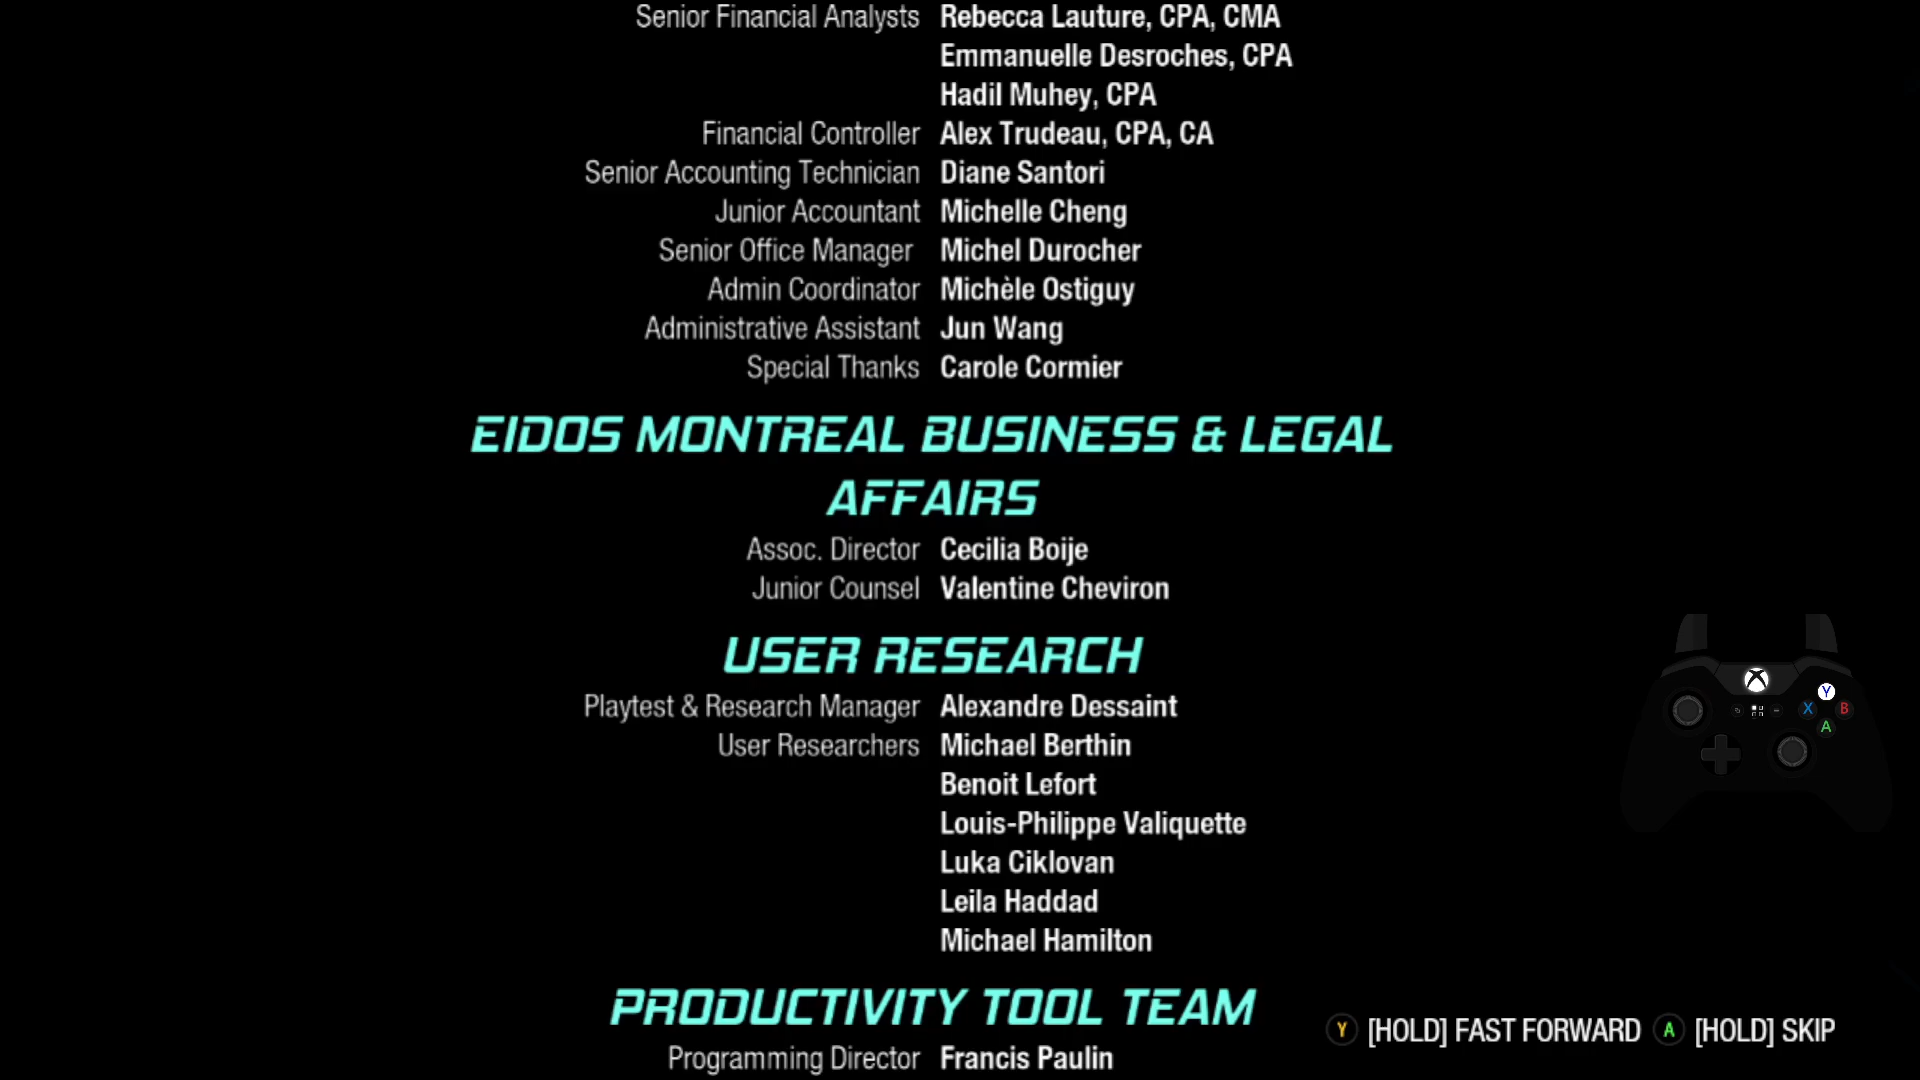 Senior Financial Analysts Rebecca Lauture, CPA, CMA
Emmanuelle Desroches, CPA
Hadil Muhey, CPA
Financial Controller Alex Trudeau, CPA, CA
Senior Accounting Technician Diane Santori
Junior Accountant Michelle Cheng
Senior Office Manager Michel Durocher
Admin Coordinator Michèle Ostiguy
Administrative Assistant Jun Wang
Special Thanks Carole Cormier
EIDOS MONTREAL BUSINESS & LEGAL
AFFAIRS
Assoc. Director Cecilia Boije
Junior Counsel Valentine Cheviron
USER RESEARCH
Playtest & Research Manager Alexandre Dessaint
User Researchers Michael Berthin
Benoit Lefort
Louis-Philippe Valiquette
Luka Ciklovan
Leila Haddad
Michael Hamilton
PRODUCTIVITY TOOL TEAM
Programming Director Francis Paulin
Y
X B
A
Y [HOLD] FAST FORWARD A [HOLD] SKIP